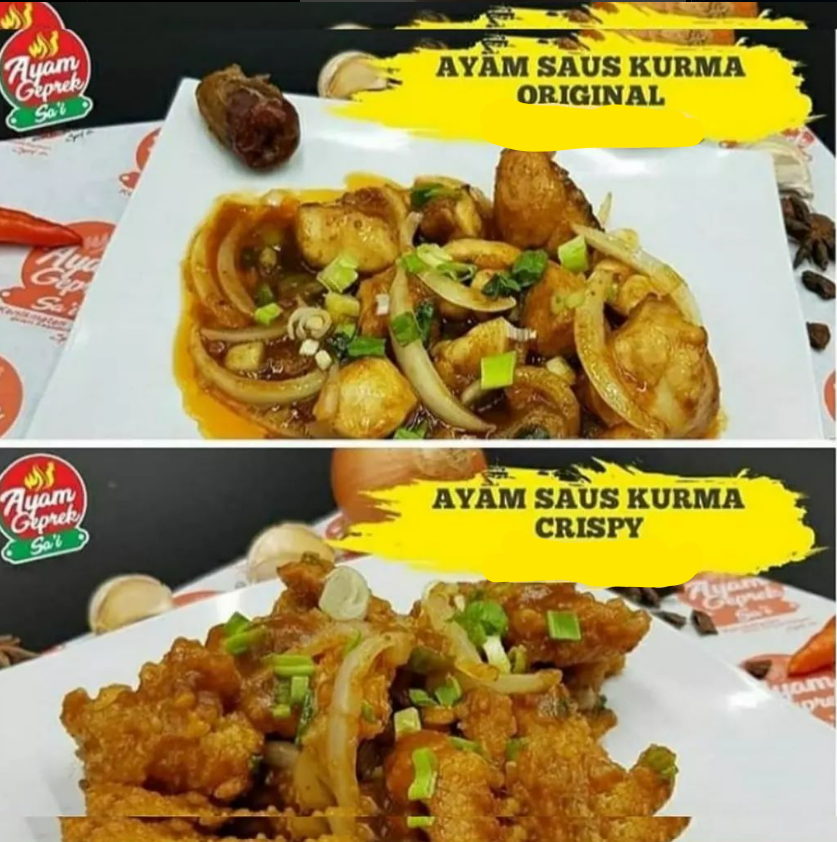 Ayam
Geprek
Sa'i
AYAM SAUS KURMA
ORIGINAL
Ayam
Geprek
Sa'i
AYAM SAUS KURMA
CRISPY